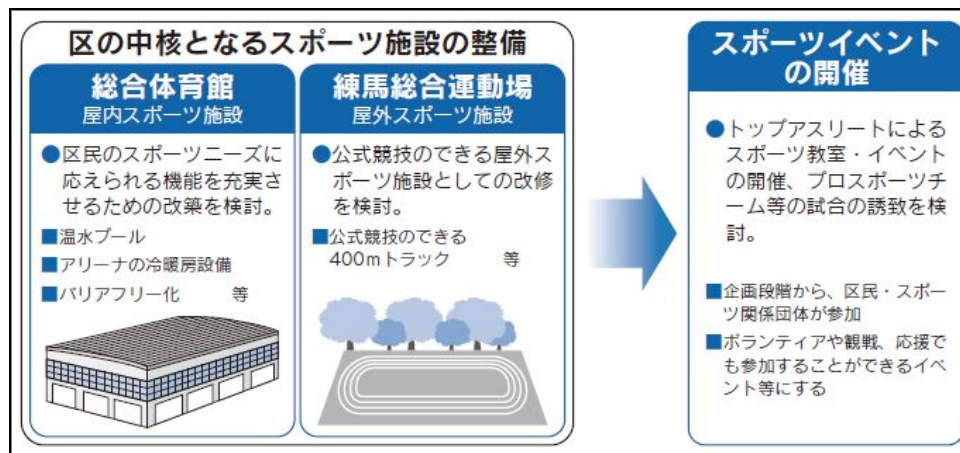 区の中核となるスポーツ施設の整備
総合体育館
屋内スポーツ施設
●区民のスポーツニーズに
応えられる機能を充実さ
せるための改築を検討。
■温水プール
■アリーナの冷暖房設備
■バリアフリー化　等
練馬総合運動場
屋外スポーツ施設
●公式競技のできる屋外ス
ポーツ施設としての改修
を検討。
■公式競技のできる
400mトラック　等
スポーツイベント
の開催
●トップアスリートによる
スポーツ教室・イベント
の開催、プロスポーツチ
ーム等の試合の誘致を検
討。
■企画段階から、区民・スポー
ツ関係団体が参加
■ボランティアや観戦、応援で
も参加することができるイベ
ント等にする